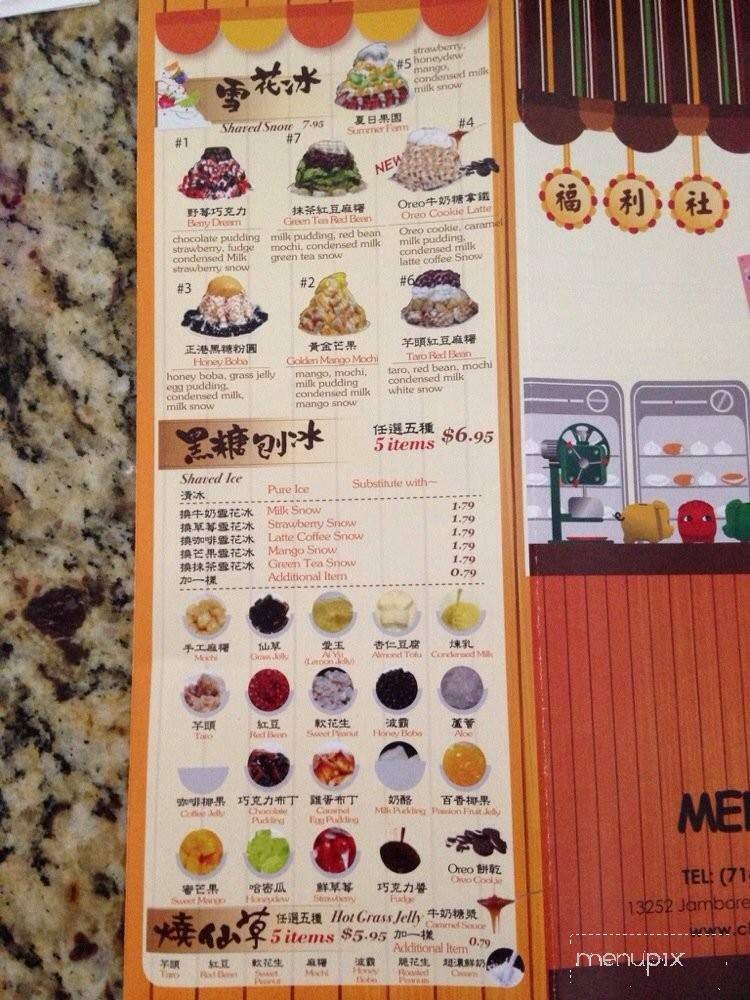 雪花冰
Shaved Snow 7.95
#5
strawberry,
honeydew
mango,
condensed milk
milk snow
夏日果園
Summer Farm
#1
野莓巧克力
Berry Dream
chocolate pudding
strawberry, fudge
condensed Milk
strawberry snow
#7
抹茶紅豆麻糬
Green Tea Red Bean
milk pudding, red bean
mochi, condensed milk
green tea snow
#4
NEW
Oreo牛奶糖拿鐵
Oreo Cookie Latte
Oreo cookie, caramel
milk pudding,
condensed milk
latte coffee Snow
#3
正港黑糖粉圓
Honey Boba
honey boba, grass jelly
egg pudding,
condensed milk,
milk snow
#2
黃金芒果
Golden Mango Mochi
mango, mochi,
milk pudding
condensed milk
mango snow
#6
芋頭紅豆麻糬
Taro Red Bean
taro, red bean, mochi
condensed milk
white snow
黑糖刨冰
任選五種
5 items $6.95
Shaved Ice
清冰 Pure Ice Substitute with~
換牛奶雪花冰 Milk Snow 1.79
換草莓雪花冰 Strawberry Snow 1.79
換咖啡雪花冰 Latte Coffee Snow 1.79
換芒果雪花冰 Mango Snow 1.79
換抹茶雪花冰 Green Tea Snow 1.79
加一樣 Additional Item 0.79
手工麻糬 仙草 愛玉 杏仁豆腐 煉乳
Mochi Grass Jelly Ai Yu (Lemon Jelly) Almond Tofu Condensed Milk
芋頭 紅豆 軟花生 波霸 蘆薈
Taro Red Bean Sweet Peanut Honey Boba Aloe
咖啡椰果 巧克力布丁 雞蛋布丁 奶酪 百香椰果
Coffee Jelly Chocolate Pudding Caramel Egg Pudding Milk Pudding Passion Fruit Jelly
蜜芒果 哈密瓜 鮮草莓 巧克力醬 Oreo 餅乾
Sweet Mango Honeydew Strawberry Fudge Oreo Cookie
燒仙草
任選五種 Hot Grass Jelly
5 items $5.95
牛奶糖漿
Caramel Sauce
加一樣
Additional Item 0.79
芋頭 紅豆 軟花生 麻糬 波霸 脆花生 超濃鮮奶
Taro Red Bean Sweet Peanut Mochi Honey Boba Roasted Peanuts Cream
福利社
TEL: (71
13252 Jambore
www.c
menupix